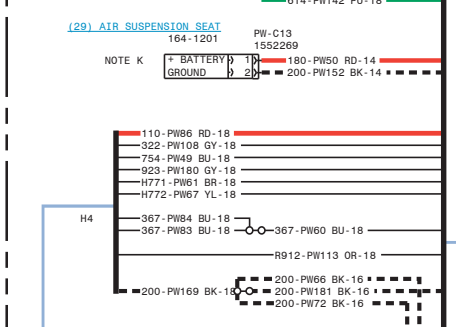 614-PW142 PU-18
(29) AIR SUSPENSION SEAT
164-1201
PW-C13
1552269
NOTE K
+ BATTERY 1 180-PW50 RD-14
GROUND 2 200-PW152 BK-14
110-PW86 RD-18
322-PW108 GY-18
754-PW49 BU-18
923-PW180 GY-18
H771-PW61 BR-18
H772-PW67 YL-18
H4
367-PW84 BU-18
367-PW83 BU-18 367-PW60 BU-18
R912-PW113 OR-18
200-PW66 BK-16
200-PW169 BK-18 200-PW181 BK-16
200-PW72 BK-16